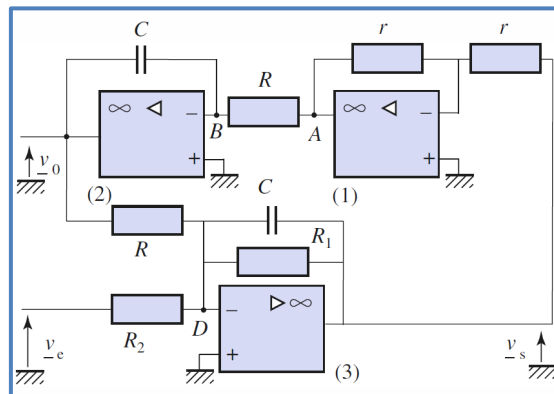 C
r
r
R
∞ ◁ −
B
A
∞ ◁ −
+
+
v₀
(2)
(1)
C
R
R₁
D
− ▷ ∞
R₂
+
vₑ
(3)
vₛ